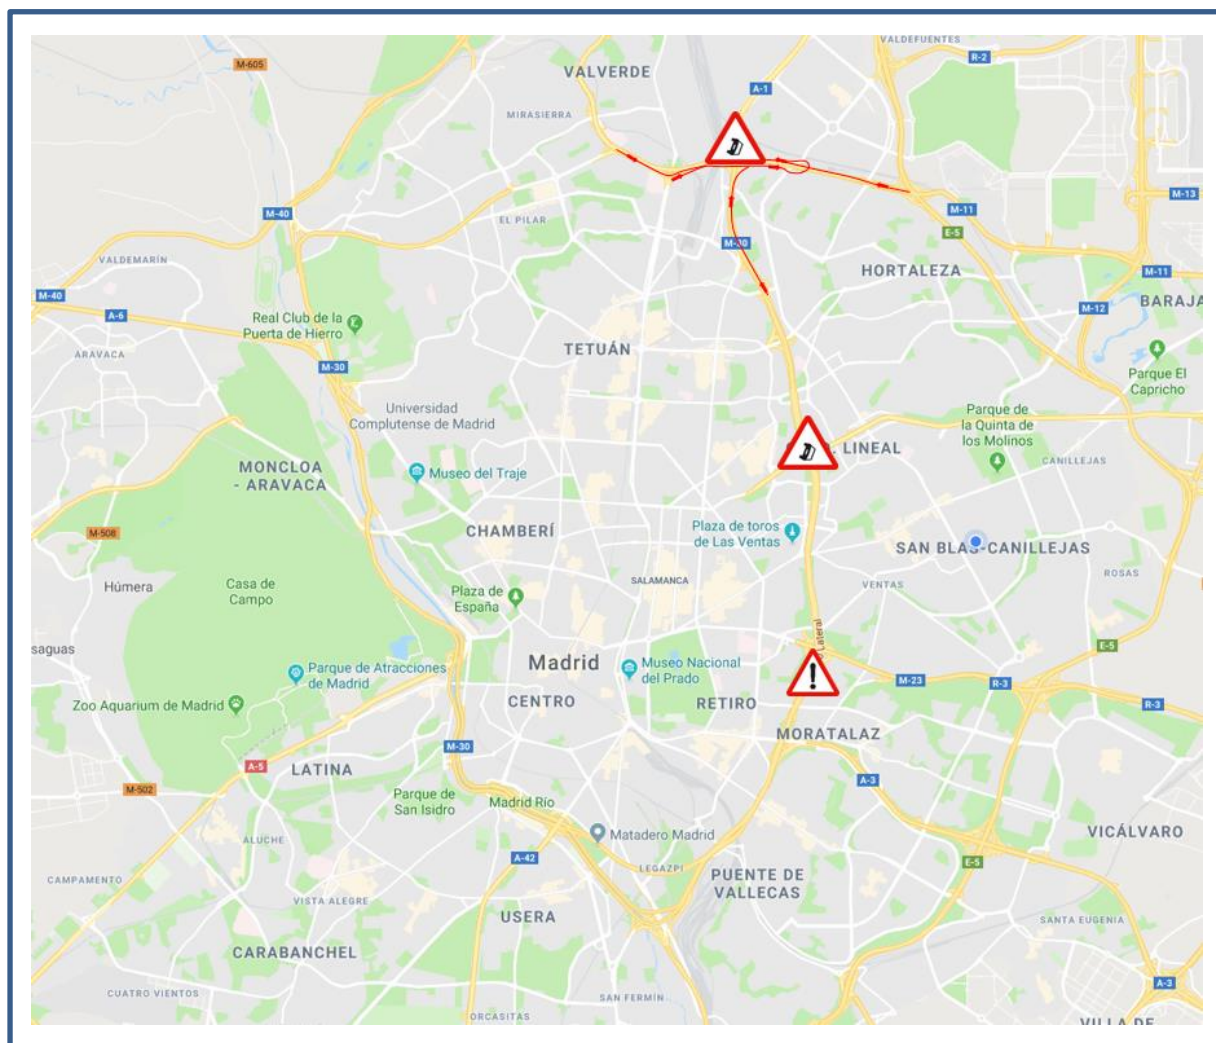 VALDEFUENTES
M-605
R-2
VALVERDE
A-1
MIRASIERRA
M-13
M-40
M-11
EL PILAR
E-5
M-30
VALDEMARÍN
HORTALEZA
M-11
M-40
BARAJA
A-6
M-12
Real Club de la
Puerta de Hierro
ARAVACA
TETUÁN
M-30
Parque El
Capricho
Universidad
Complutense de Madrid
Parque de
la Quinta de
los Molinos
LINEAL
MONCLOA
- ARAVACA
CANILLEJAS
Museo del Traje
CHAMBERÍ
Plaza de toros
de Las Ventas
M-508
SAN BLAS-CANILLEJAS
ROSAS
Húmera
Casa de
Campo
SALAMANCA
VENTAS
Plaza de
España
Lateral
saguas
E-5
Madrid
Museo Nacional
del Prado
Parque de Atracciones
de Madrid
M-23
R-3
CENTRO
RETIRO
R-3
Zoo Aquarium de Madrid
MORATALAZ
M-30
A-5
LATINA
A-3
M-502
Parque de
San Isidro
Madrid Río
Matadero Madrid
VICÁLVARO
ALUCHE
A-42
E-5
LEGAZPI
CAMPAMENTO
PUENTE DE
VALLECAS
VISTA ALEGRE
USERA
SANTA EUGENIA
CARABANCHEL
A-3
CUATRO VIENTOS
SAN FERMÍN
ORCASITAS
VILLA DE